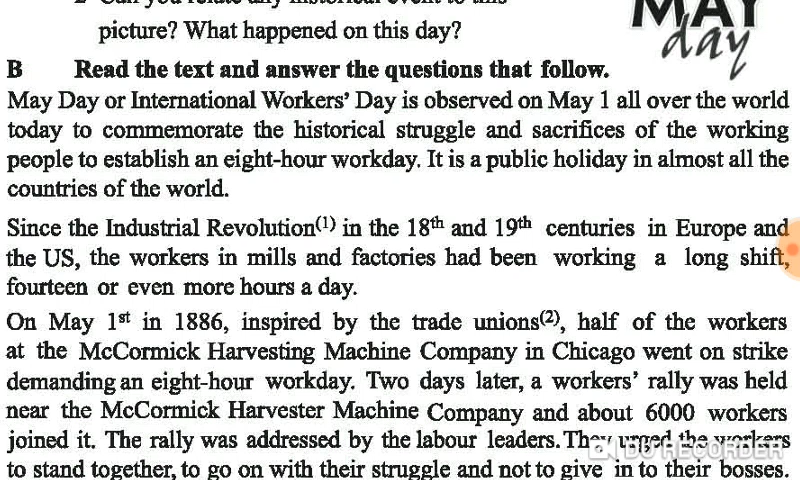 picture? What happened on this day?
MAY
day
B Read the text and answer the questions that follow.
May Day or International Workers' Day is observed on May 1 all over the world
today to commemorate the historical struggle and sacrifices of the working
people to establish an eight-hour workday. It is a public holiday in almost all the
countries of the world.
Since the Industrial Revolution(1) in the 18th and 19th centuries in Europe and
the US, the workers in mills and factories had been working a long shift,
fourteen or even more hours a day.
On May 1st in 1886, inspired by the trade unions(2), half of the workers
at the McCormick Harvesting Machine Company in Chicago went on strike
demanding an eight-hour workday. Two days later, a workers' rally was held
near the McCormick Harvester Machine Company and about 6000 workers
joined it. The rally was addressed by the labour leaders. They urged the workers
to stand together, to go on with their struggle and not to give in to their bosses.
DU RECORDER